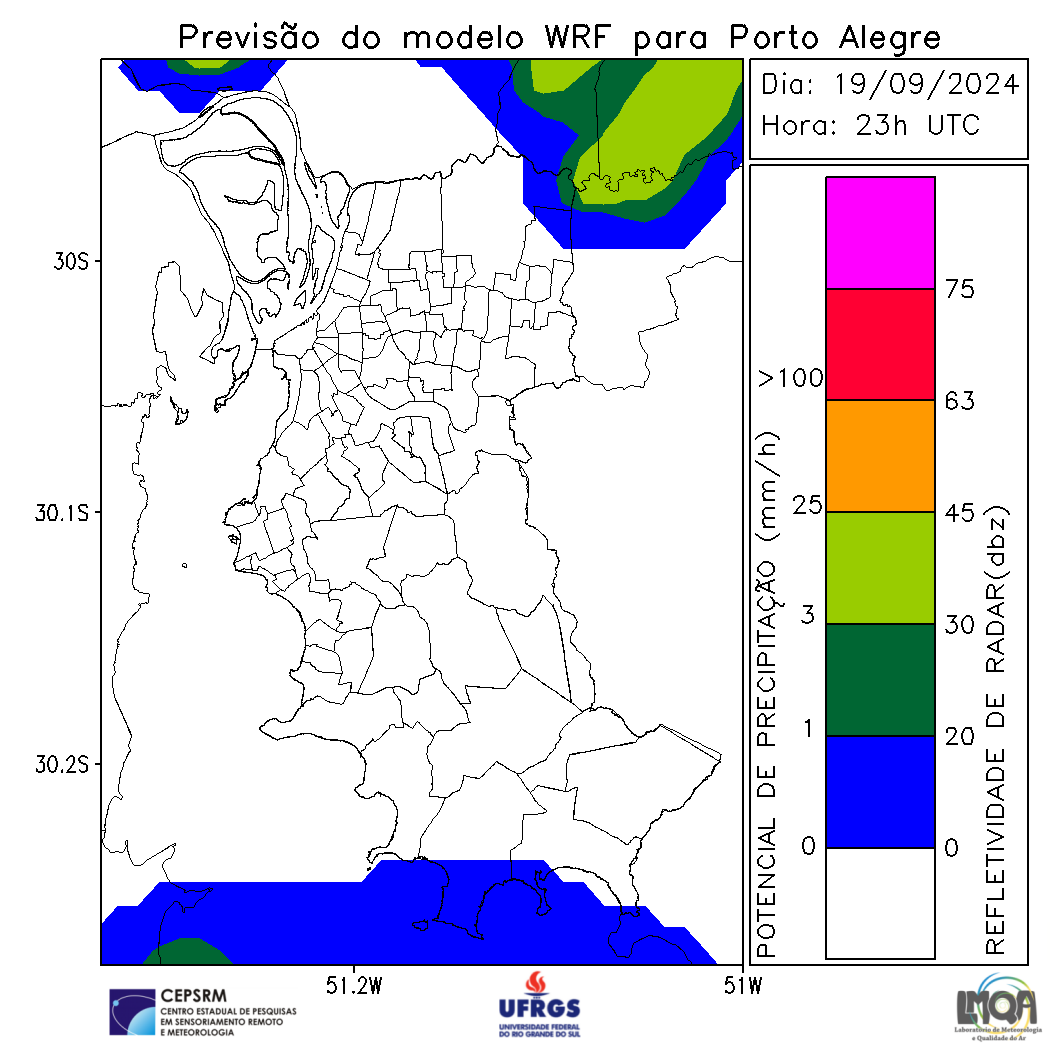 Previsão do modelo WRF para Porto Alegre
Dia: 19/09/2024
Hora: 23h UTC
30S
30.1S
30.2S
51.2W
51W
POTENCIAL DE PRECIPITAÇÃO (mm/h)
>100
25
3
1
0
75
63
45
30
20
0
REFLETIVIDADE DE RADAR(dbz)
CEPSRM
CENTRO ESTADUAL DE PESQUISAS
EM SENSORIAMENTO REMOTO
E METEOROLOGIA
UFRGS
UNIVERSIDADE FEDERAL
DO RIO GRANDE DO SUL
LMQA
Laboratório de Meteorologia
e Qualidade do Ar